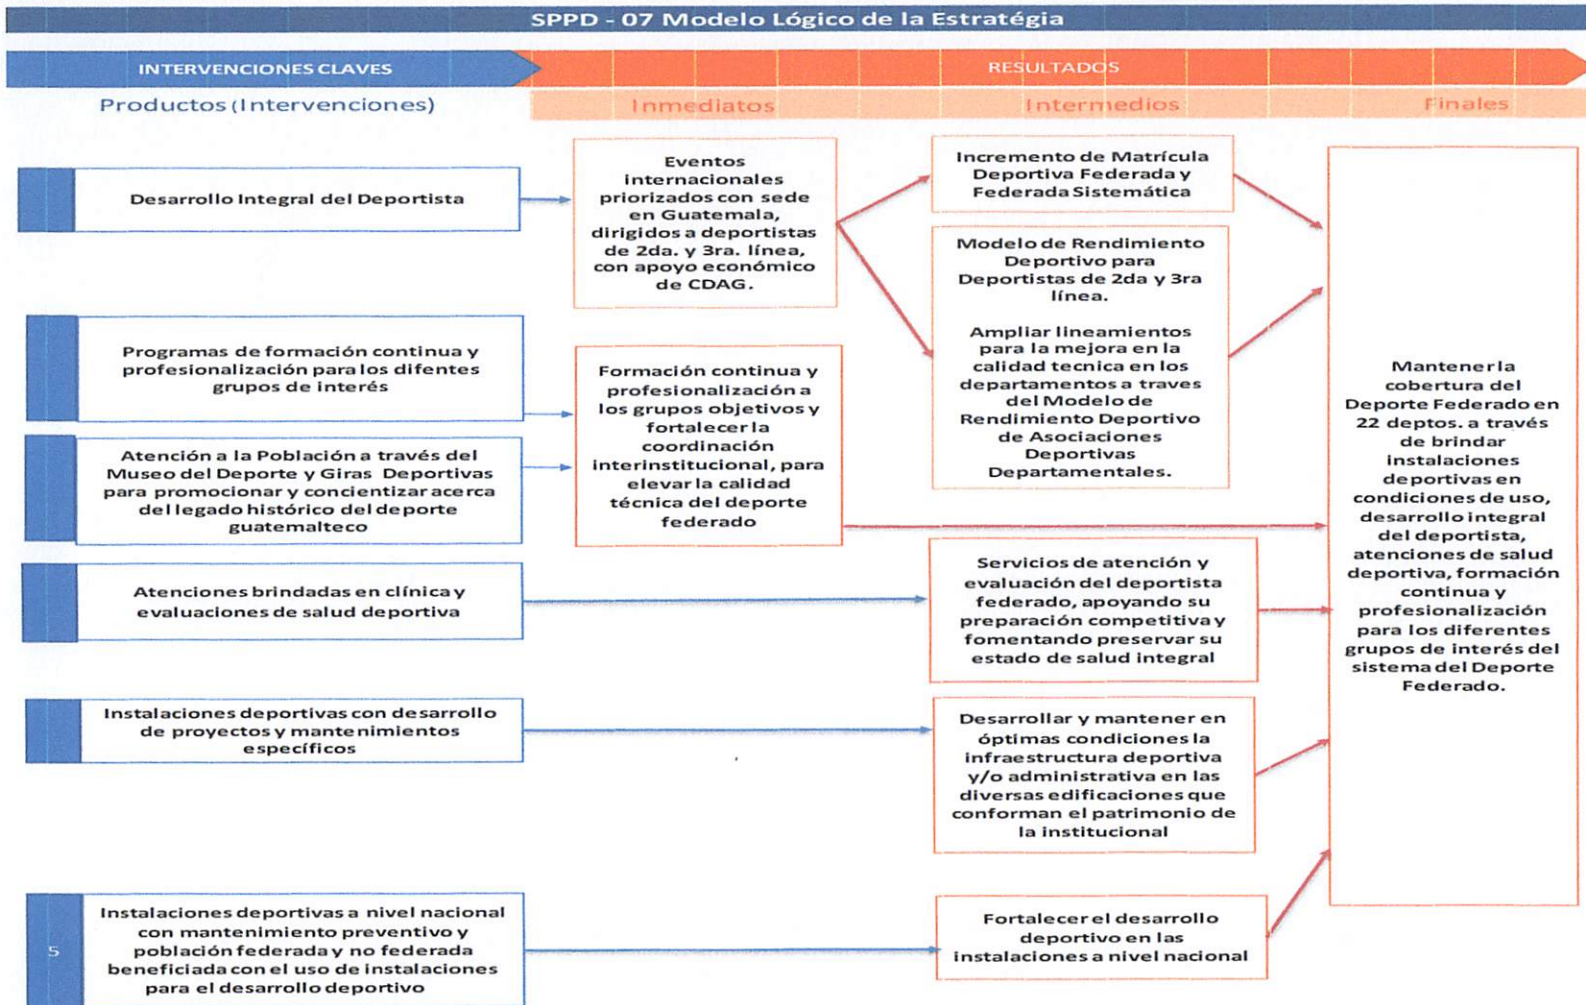 SPPD - 07 Modelo Lógico de la Estratégia
INTERVENCIONES CLAVES
RESULTADOS
Productos (Intervenciones)
Inmediatos
Intermedios
Finales
Desarrollo Integral del Deportista
Eventos
internacionales
priorizados con sede
en Guatemala,
dirigidos a deportistas
de 2da. y 3ra. línea,
con apoyo económico
de CDAG.
Incremento de Matrícula
Deportiva Federada y
Federada Sistemática
Modelo de Rendimiento
Deportivo para
Deportistas de 2da y 3ra
línea.
Ampliar lineamientos
para la mejora en la
calidad tecnica en los
departamentos a traves
del Modelo de
Rendimiento Deportivo
de Asociaciones
Deportivas
Departamentales.
Programas de formación continua y
profesionalización para los difentes
grupos de interés
Formación continua y
profesionalización a
los grupos objetivos y
fortalecer la
coordinación
interinstitucional, para
elevar la calidad
técnica del deporte
federado
Atención a la Población a través del
Museo del Deporte y Giras Deportivas
para promocionar y concientizar acerca
del legado histórico del deporte
guatemalteco
Atenciones brindadas en clínica y
evaluaciones de salud deportiva
Servicios de atención y
evaluación del deportista
federado, apoyando su
preparación competitiva y
fomentando preservar su
estado de salud integral
Instalaciones deportivas con desarrollo
de proyectos y mantenimientos
específicos
Desarrollar y mantener en
óptimas condiciones la
infraestructura deportiva
y/o administrativa en las
diversas edificaciones que
conforman el patrimonio de
la institucional
5
Instalaciones deportivas a nivel nacional
con mantenimiento preventivo y
población federada y no federada
beneficiada con el uso de instalaciones
para el desarrollo deportivo
Fortalecer el desarrollo
deportivo en las
instalaciones a nivel nacional
Mantener la
cobertura del
Deporte Federado en
22 deptos. a través
de brindar
instalaciones
deportivas en
condiciones de uso,
desarrollo integral
del deportista,
atenciones de salud
deportiva, formación
continua y
profesionalización
para los diferentes
grupos de interés del
sistema del Deporte
Federado.